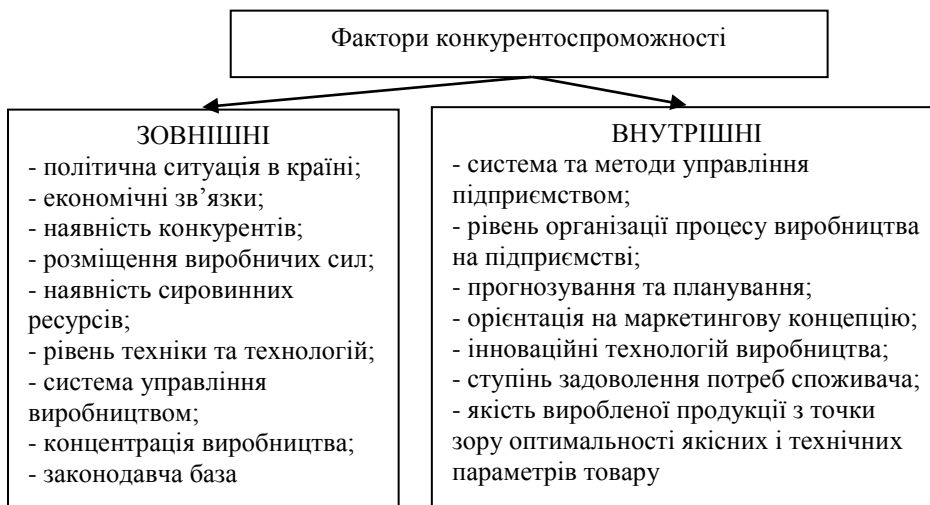 Фактори конкурентоспроможності
ЗОВНІШНІ
- політична ситуація в країні;
- економічні зв’язки;
- наявність конкурентів;
- розміщення виробничих сил;
- наявність сировинних
ресурсів;
- рівень техніки та технологій;
- система управління
виробництвом;
- концентрація виробництва;
- законодавча база
ВНУТРІШНІ
- система та методи управління
підприємством;
- рівень організації процесу виробництва
на підприємстві;
- прогнозування та планування;
- орієнтація на маркетингову концепцію;
- інноваційні технологій виробництва;
- ступінь задоволення потреб споживача;
- якість виробленої продукції з точки
зору оптимальності якісних і технічних
параметрів товару